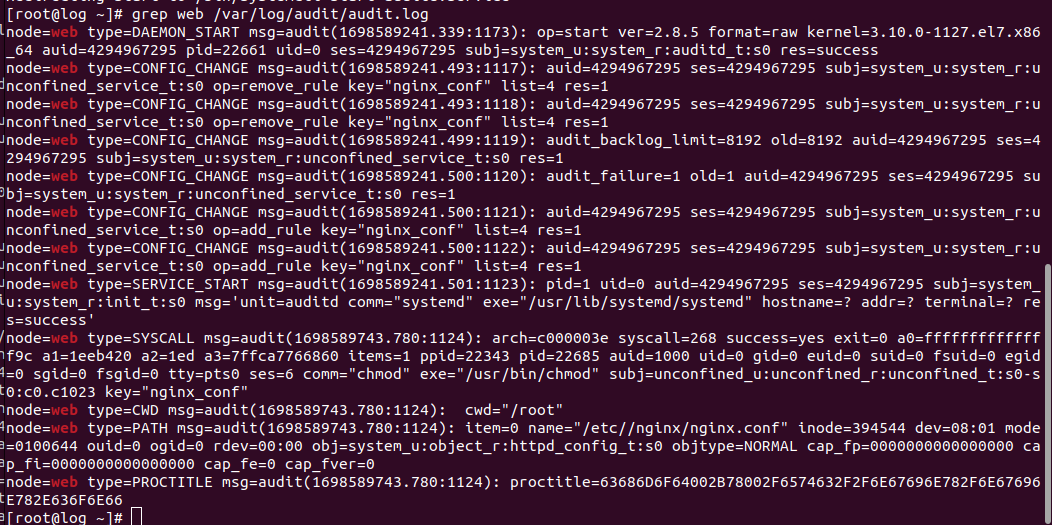 [root@log ~]# grep web /var/log/audit/audit.log
node=web type=DAEMON_START msg=audit(1698589241.339:1173): op=start ver=2.8.5 format=raw kernel=3.10.0-1127.el7.x86
_64 auid=4294967295 pid=22661 uid=0 ses=4294967295 subj=system_u:system_r:auditd_t:s0 res=success
node=web type=CONFIG_CHANGE msg=audit(1698589241.493:1117): auid=4294967295 ses=4294967295 subj=system_u:system_r:u
nconfined_service_t:s0 op=remove_rule key="nginx_conf" list=4 res=1
node=web type=CONFIG_CHANGE msg=audit(1698589241.493:1118): auid=4294967295 ses=4294967295 subj=system_u:system_r:u
nconfined_service_t:s0 op=remove_rule key="nginx_conf" list=4 res=1
node=web type=CONFIG_CHANGE msg=audit(1698589241.499:1119): audit_backlog_limit=8192 old=8192 auid=4294967295 ses=4
294967295 subj=system_u:system_r:unconfined_service_t:s0 res=1
node=web type=CONFIG_CHANGE msg=audit(1698589241.500:1120): audit_failure=1 old=1 auid=4294967295 ses=4294967295 su
bj=system_u:system_r:unconfined_service_t:s0 res=1
node=web type=CONFIG_CHANGE msg=audit(1698589241.500:1121): auid=4294967295 ses=4294967295 subj=system_u:system_r:u
nconfined_service_t:s0 op=add_rule key="nginx_conf" list=4 res=1
node=web type=CONFIG_CHANGE msg=audit(1698589241.500:1122): auid=4294967295 ses=4294967295 subj=system_u:system_r:u
nconfined_service_t:s0 op=add_rule key="nginx_conf" list=4 res=1
node=web type=SERVICE_START msg=audit(1698589241.501:1123): pid=1 uid=0 auid=4294967295 ses=4294967295 subj=system_
u:system_r:init_t:s0 msg='unit=auditd comm="systemd" exe="/usr/lib/systemd/systemd" hostname=? addr=? terminal=? re
s=success'
node=web type=SYSCALL msg=audit(1698589743.780:1124): arch=c000003e syscall=268 success=yes exit=0 a0=ffffffffffffff
f9c a1=1eeb420 a2=1ed a3=7ffca7766860 items=1 ppid=22343 pid=22685 auid=1000 uid=0 gid=0 euid=0 suid=0 fsuid=0 egid
=0 sgid=0 fsgid=0 tty=pts0 ses=6 comm="chmod" exe="/usr/bin/chmod" subj=unconfined_u:unconfined_r:unconfined_t:s0-s
0:c0.c1023 key="nginx_conf"
node=web type=CWD msg=audit(1698589743.780:1124):  cwd="/root"
node=web type=PATH msg=audit(1698589743.780:1124): item=0 name="/etc//nginx/nginx.conf" inode=394544 dev=08:01 mode
=0100644 ouid=0 ogid=0 rdev=00:00 obj=system_u:object_r:httpd_config_t:s0 objtype=NORMAL cap_fp=0000000000000000 ca
p_fi=0000000000000000 cap_fe=0 cap_fver=0
node=web type=PROCTITLE msg=audit(1698589743.780:1124): proctitle=63686D6F64002B78002F6574632F2F6E67696E782F6E67696
E782E636F6E66
[root@log ~]#